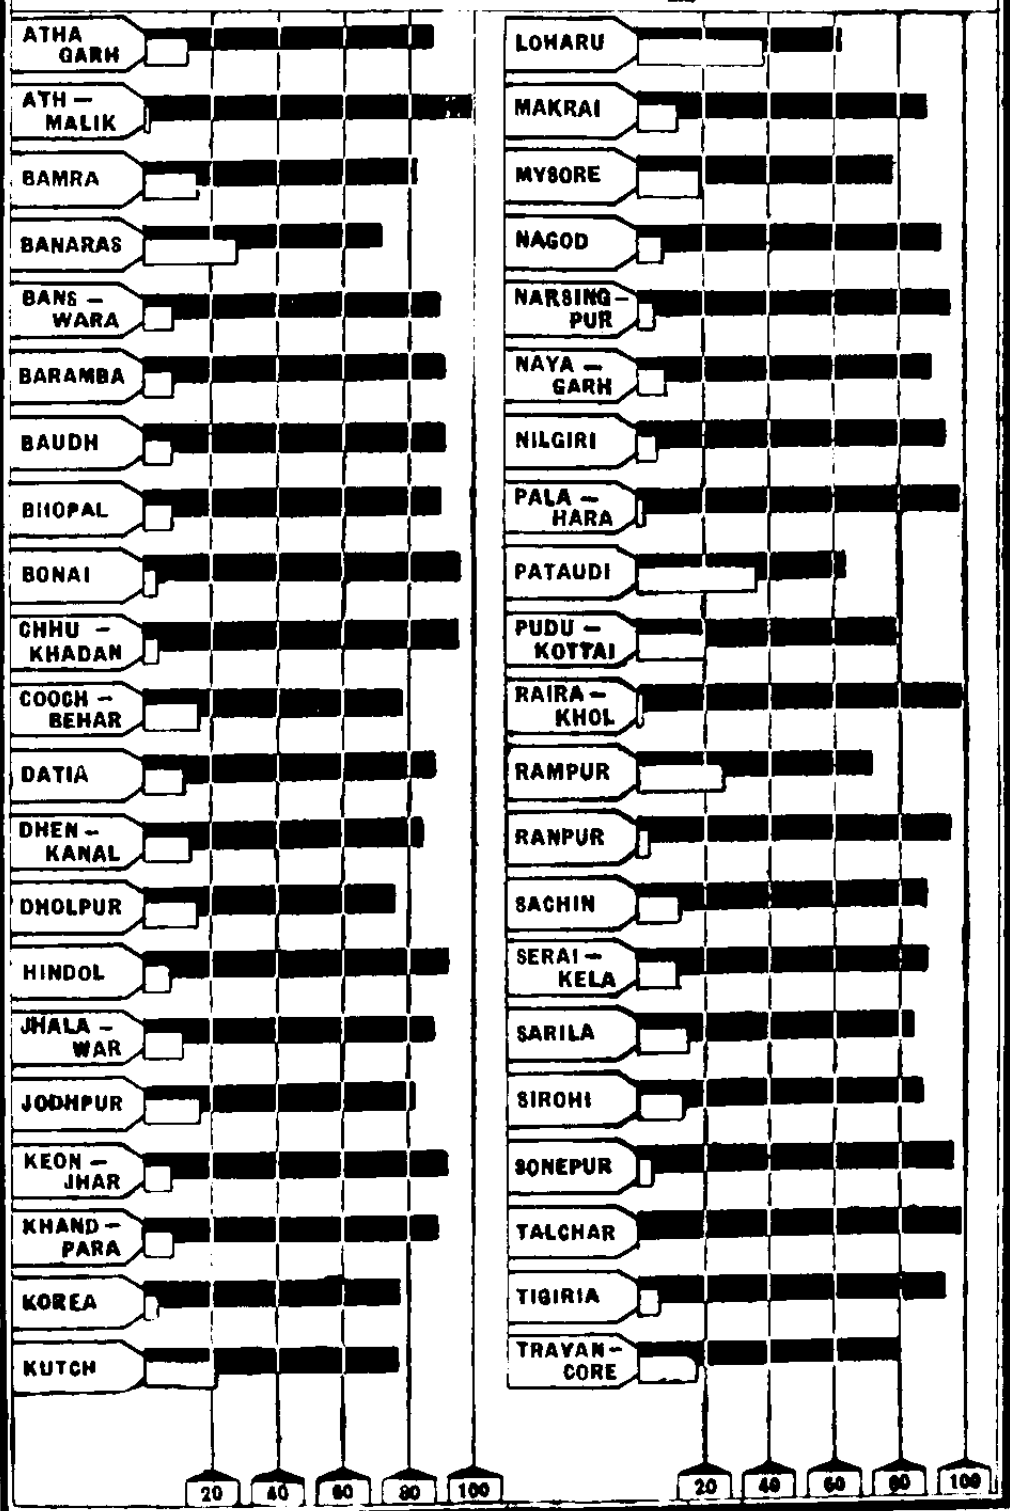 ATHA
GARH
ATH —
MALIK
BAMRA
BANARAS
BANS —
WARA
BARAMBA
BAUDH
BHOPAL
BONAI
CHHU —
KHADAN
COOCH —
BEHAR
DATIA
DHEN —
KANAL
DHOLPUR
HINDOL
JHALA —
WAR
JODHPUR
KEON —
JHAR
KHAND —
PARA
KOREA
KUTCH
20 40 60 80 100
LOHARU
MAKRAI
MYSORE
NAGOD
NARSING —
PUR
NAYA —
GARH
NILGIRI
PALA —
HARA
PATAUDI
PUDU —
KOTTAI
RAIRA —
KHOL
RAMPUR
RANPUR
SACHIN
SERAI —
KELA
SARILA
SIROHI
SONEPUR
TALCHAR
TIGIRIA
TRAVAN —
CORE
20 40 60 80 100